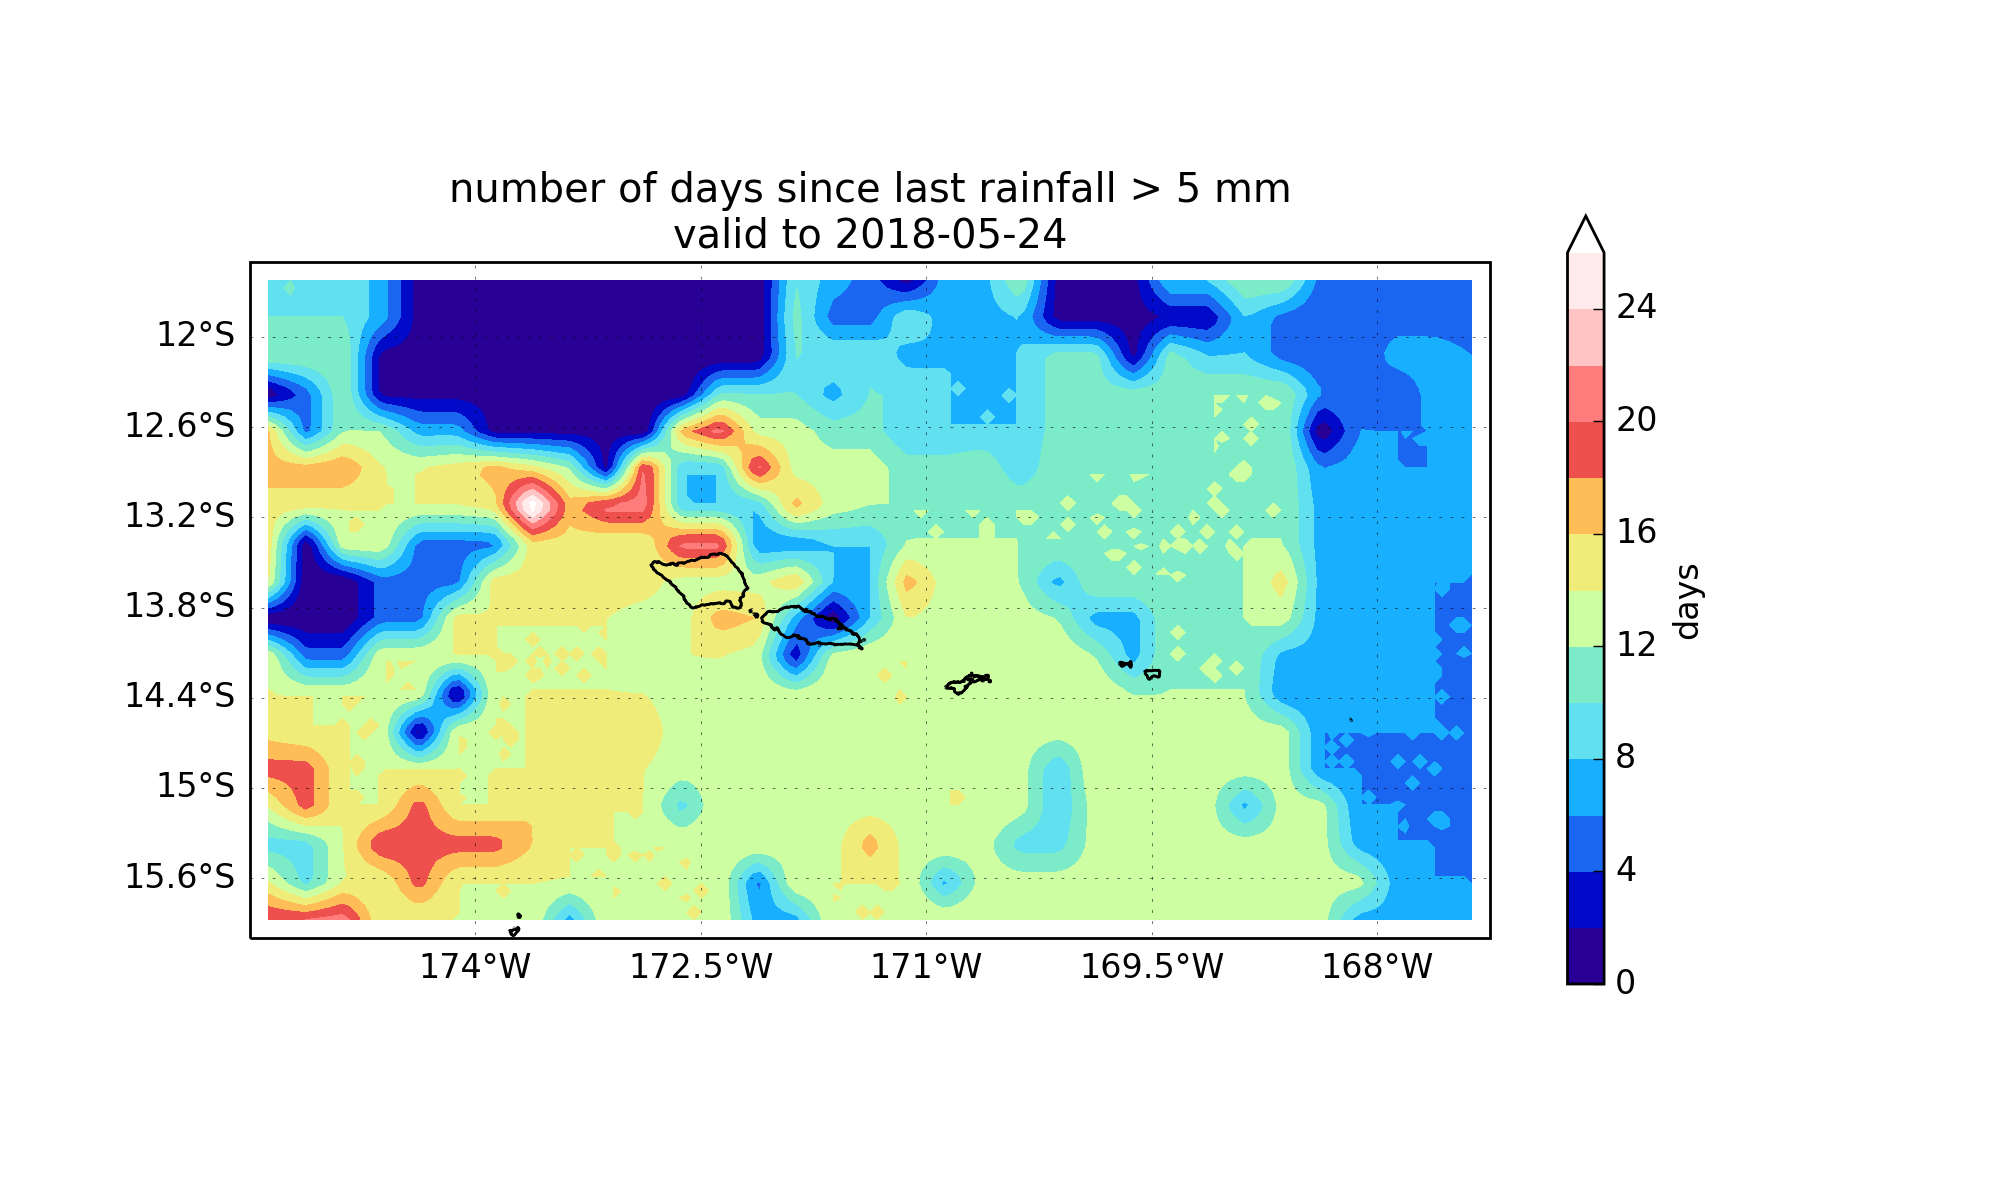 number of days since last rainfall > 5 mm
valid to 2018-05-24
12°S
12.6°S
13.2°S
13.8°S
14.4°S
15°S
15.6°S
174°W 172.5°W 171°W 169.5°W 168°W
24
20
16
12
8
4
0
days